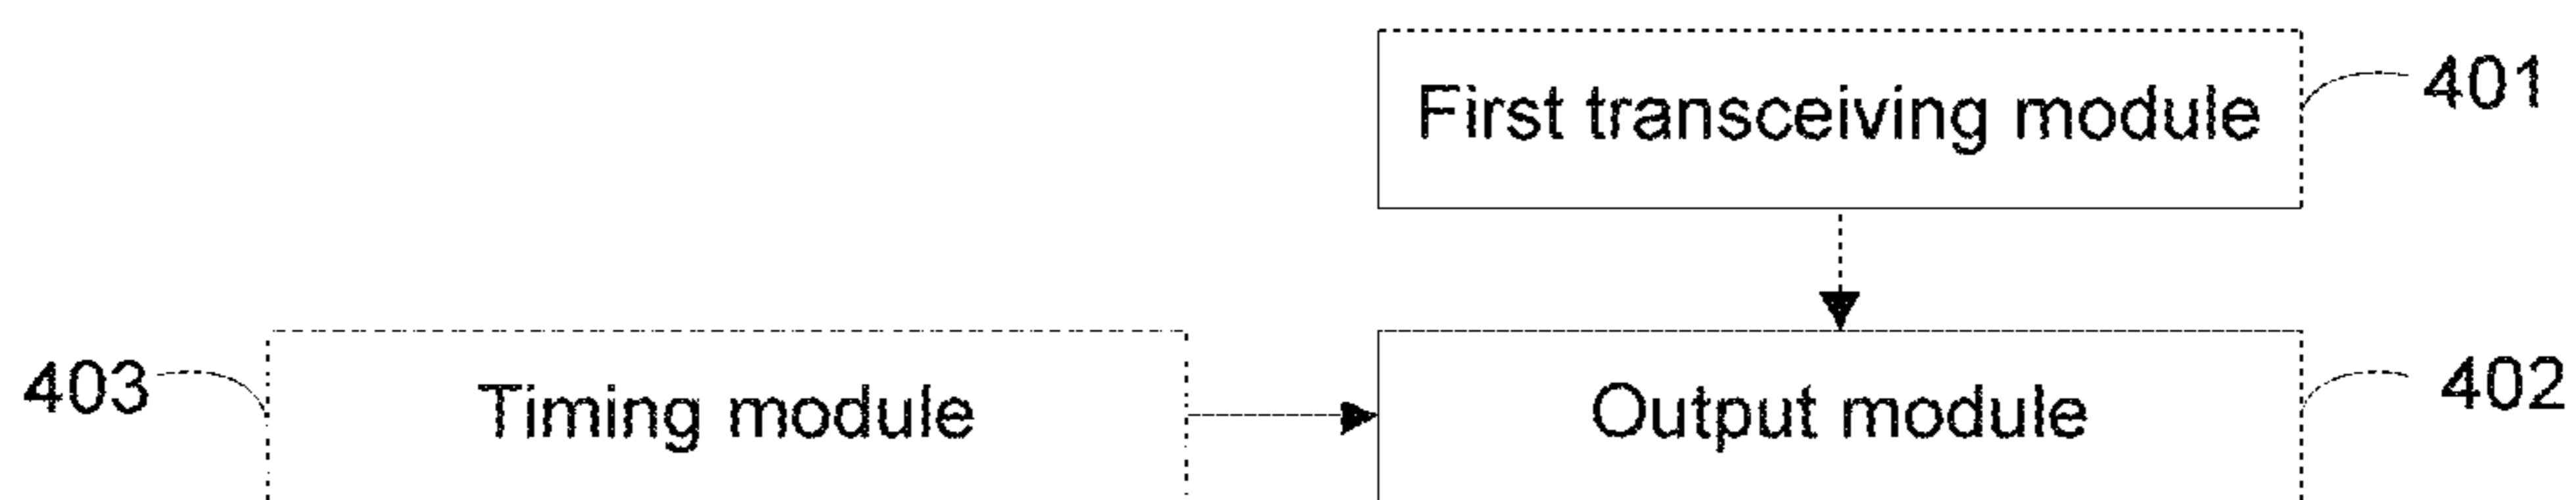 First transceiving module 401
403 Timing module Output module 402